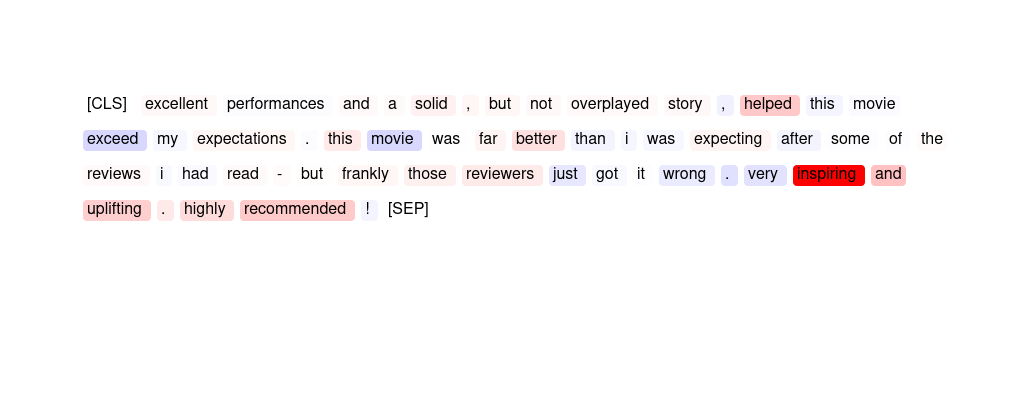 [CLS] excellent performances and a solid , but not overplayed story , helped this movie
exceed my expectations . this movie was far better than i was expecting after some of the
reviews i had read - but frankly those reviewers just got it wrong . very inspiring and
uplifting . highly recommended ! [SEP]